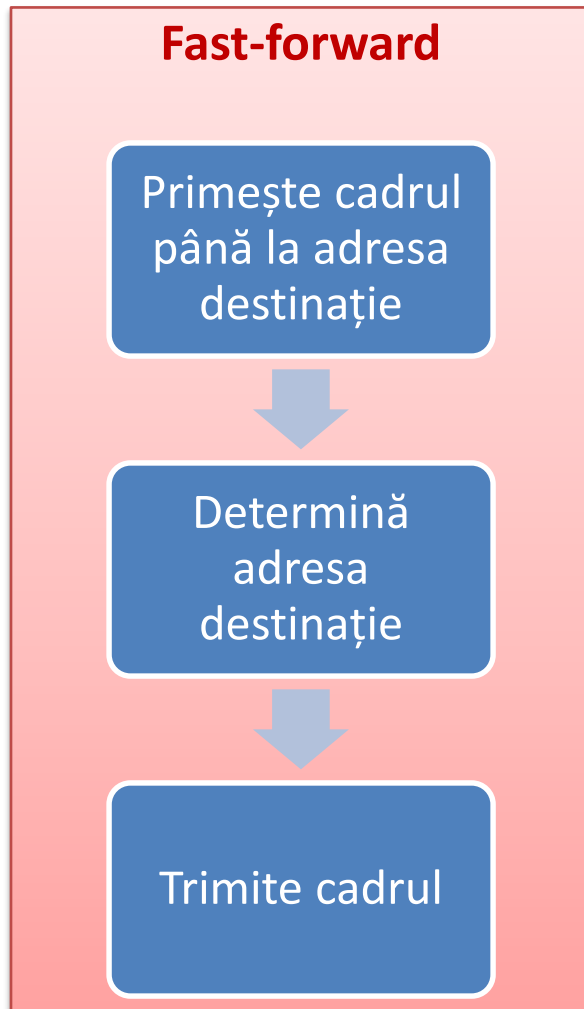 Fast-forward
Primește cadrul
până la adresa
destinație
Determină
adresa
destinație
Trimite cadrul